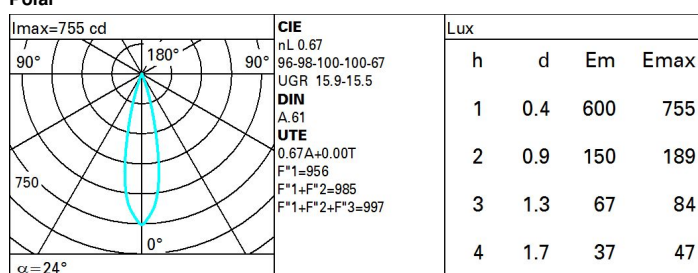 Polar
Imax=755 cd
90° 180° 90°
750
0°
α=24°
CIE
nL 0.67
96-98-100-100-67
UGR 15.9-15.5
DIN
A.61
UTE
0.67A+0.00T
F"1=956
F"1+F"2=985
F"1+F"2+F"3=997
Lux
h d Em Emax
1 0.4 600 755
2 0.9 150 189
3 1.3 67 84
4 1.7 37 47